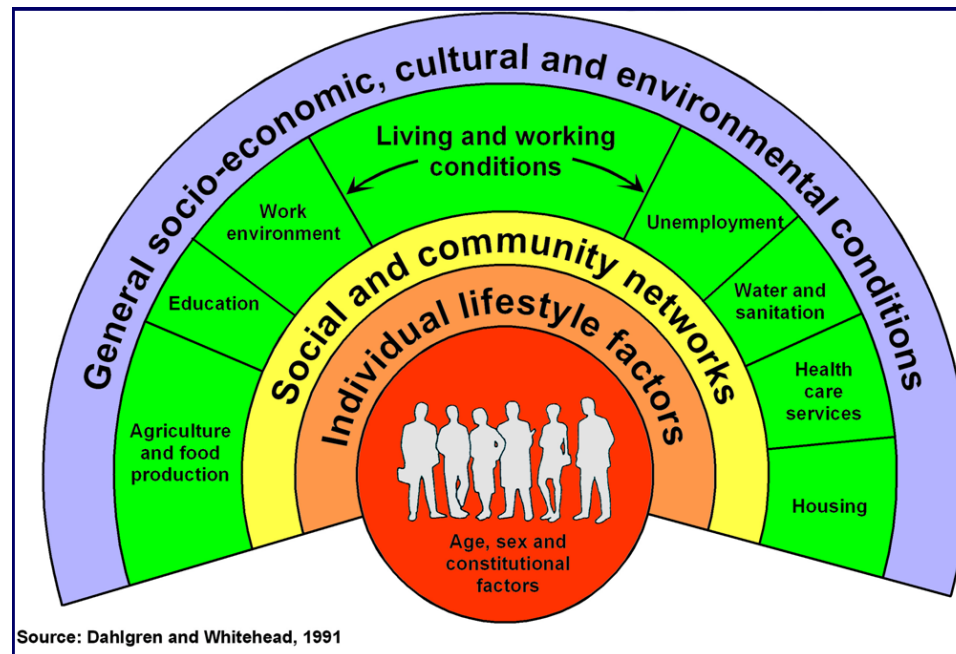 General socio-economic, cultural and environmental conditions
Living and working
conditions
Work
environment
Unemployment
Education
Water and
sanitation
Agriculture
and food
production
Health
care
services
Housing
Social and community networks
Individual lifestyle factors
Age, sex and
constitutional
factors
Source: Dahlgren and Whitehead, 1991